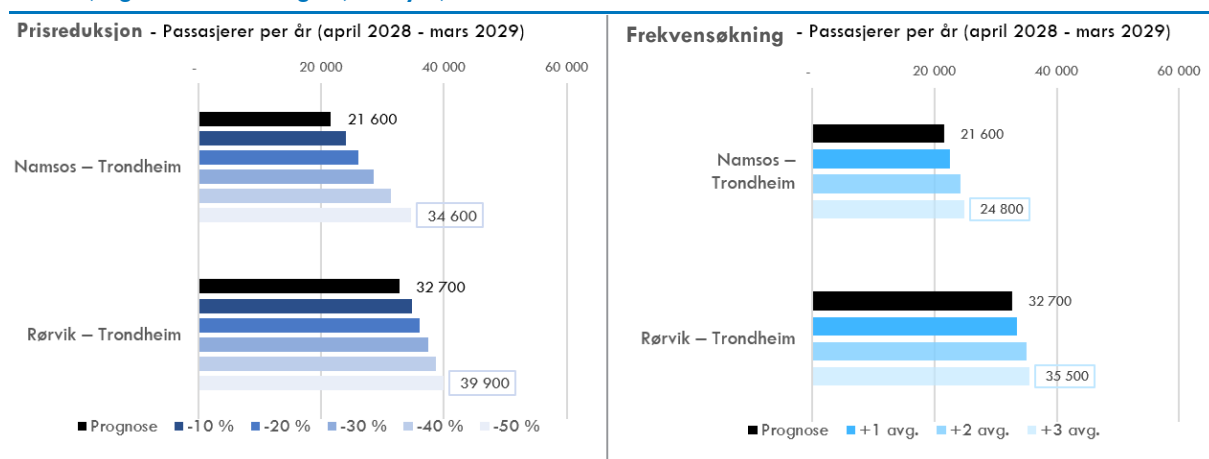 Prisreduksjon - Passasjerer per år (april 2028 - mars 2029)
- 20 000 40 000 60 000
21 600
Namsos – Trondheim
34 600
32 700
Rørvik – Trondheim
39 900
Prognose -10 % -20 % -30 % -40 % -50 %
Frekvensøkning - Passasjerer per år (april 2028 - mars 2029)
- 20 000 40 000 60 000
21 600
Namsos –
Trondheim
24 800
32 700
Rørvik – Trondheim
35 500
Prognose +1 avg. +2 avg. +3 avg.